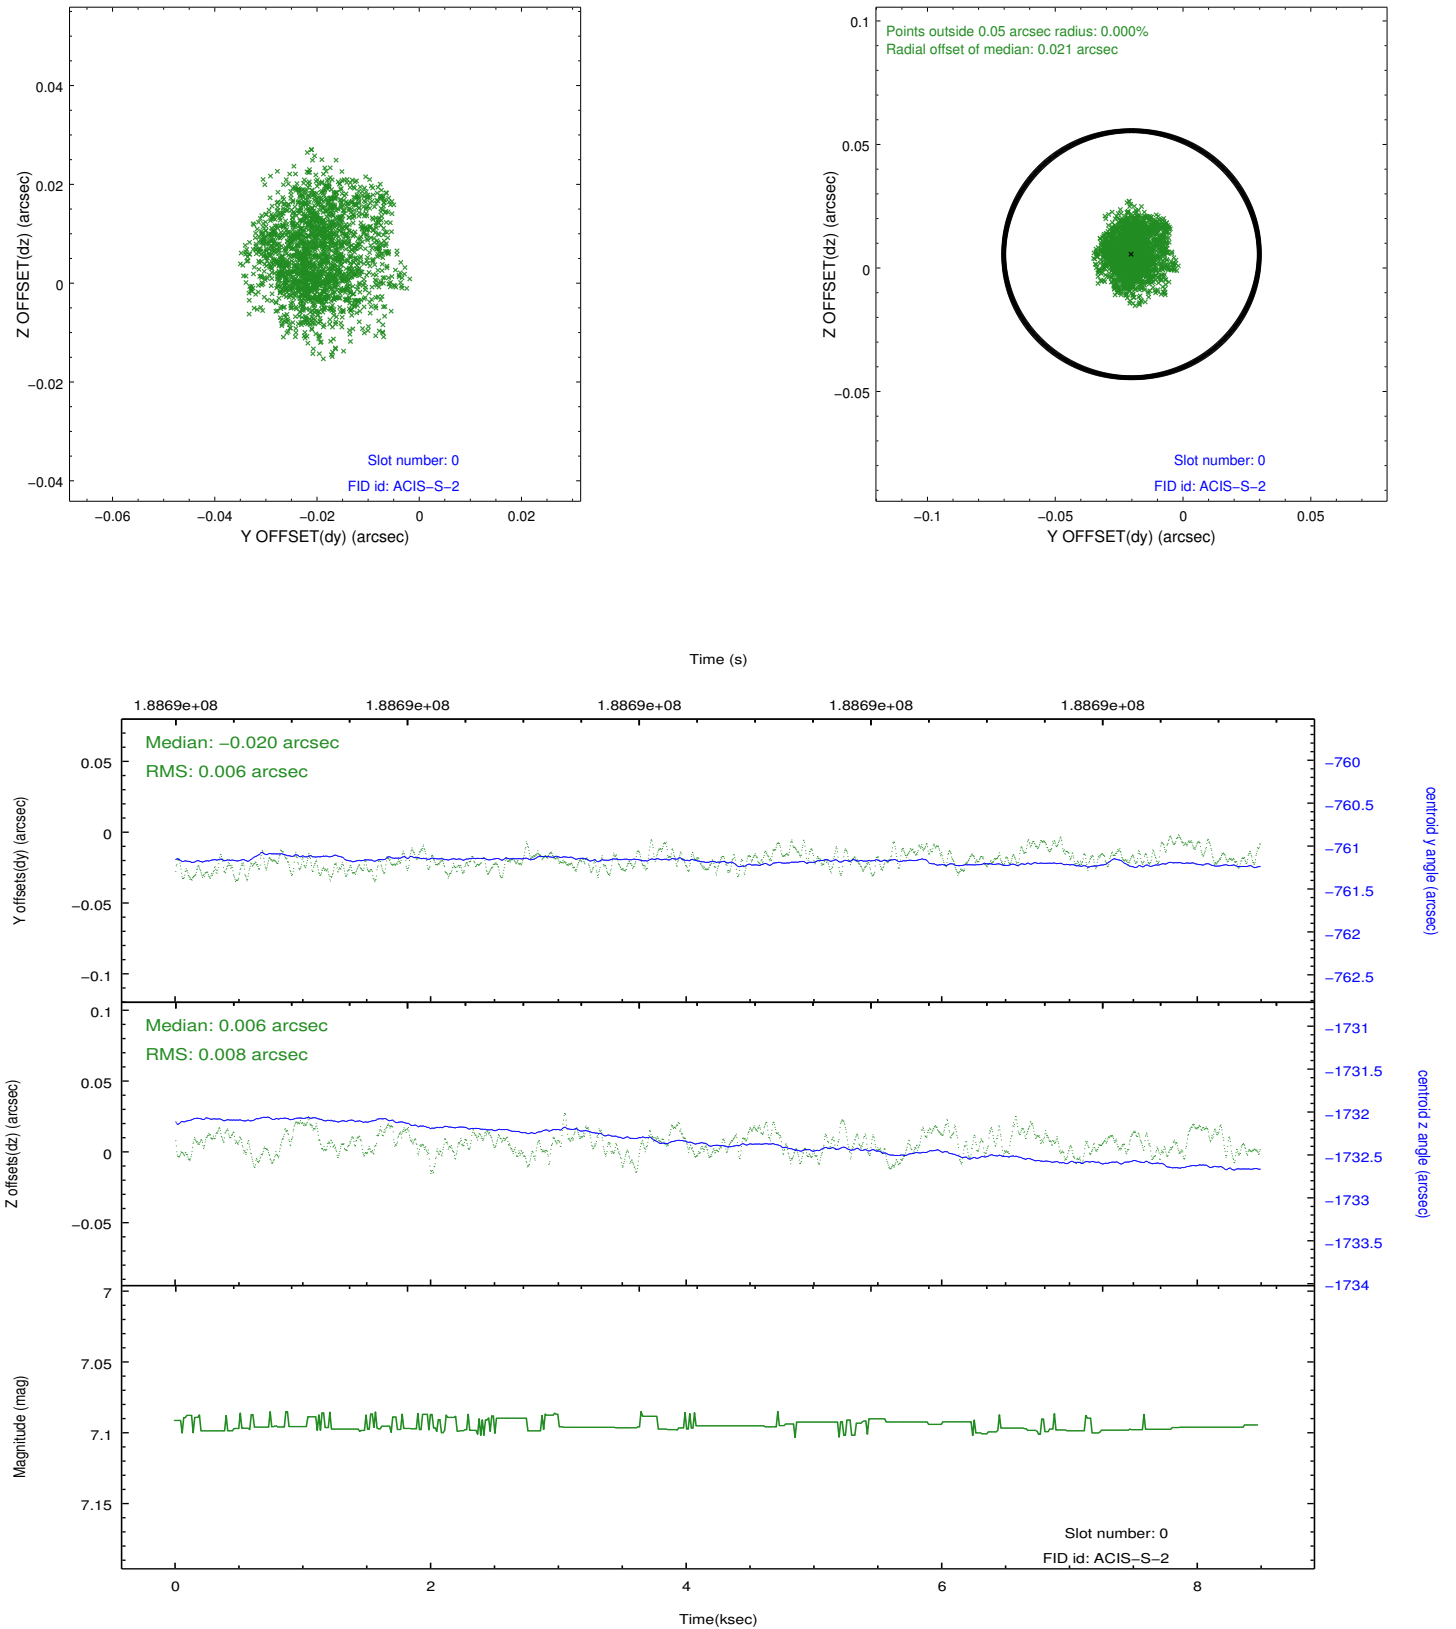 0.04
0.02
0
−0.02
−0.04
Z OFFSET(dz) (arcsec)
Slot number: 0
FID id: ACIS−S−2
−0.06
−0.04
−0.02
0
0.02
Y OFFSET(dy) (arcsec)
Points outside 0.05 arcsec radius: 0.000%
Radial offset of median: 0.021 arcsec
0.1
0.05
0
−0.05
Z OFFSET(dz) (arcsec)
Slot number: 0
FID id: ACIS−S−2
−0.1
−0.05
0
0.05
Y OFFSET(dy) (arcsec)
Time (s)
1.8869e+08
1.8869e+08
1.8869e+08
1.8869e+08
1.8869e+08
Median: −0.020 arcsec
RMS: 0.006 arcsec
0.05
0
−0.05
−0.1
Y offsets(dy) (arcsec)
−760
−760.5
−761
−761.5
−762
−762.5
centroid y angle (arcsec)
Median: 0.006 arcsec
RMS: 0.008 arcsec
0.1
0.05
0
−0.05
Z offsets(dz) (arcsec)
−1731
−1731.5
−1732
−1732.5
−1733
−1733.5
−1734
centroid z angle (arcsec)
7
7.05
7.1
7.15
Magnitude (mag)
Slot number: 0
FID id: ACIS−S−2
0
2
4
6
8
Time(ksec)